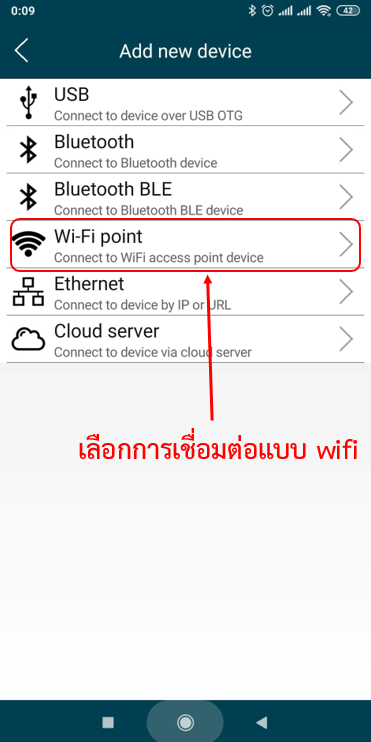 0:09
42
Add new device
USB
Connect to device over USB OTG
Bluetooth
Connect to Bluetooth device
Bluetooth BLE
Connect to Bluetooth BLE device
Wi-Fi point
Connect to WiFi access point device
Ethernet
Connect to device by IP or URL
Cloud server
Connect to device via cloud server
เลือกการเชื่อมต่อแบบ wifi